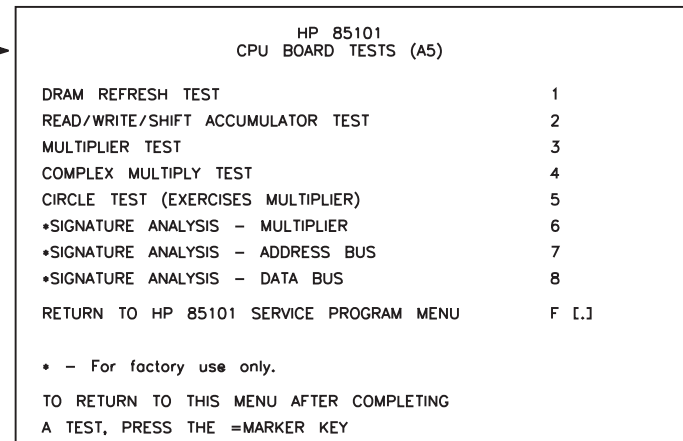 HP 85101
CPU BOARD TESTS (A5)
DRAM REFRESH TEST 1
READ/WRITE/SHIFT ACCUMULATOR TEST 2
MULTIPLIER TEST 3
COMPLEX MULTIPLY TEST 4
CIRCLE TEST (EXERCISES MULTIPLIER) 5
*SIGNATURE ANALYSIS – MULTIPLIER 6
*SIGNATURE ANALYSIS – ADDRESS BUS 7
*SIGNATURE ANALYSIS – DATA BUS 8
RETURN TO HP 85101 SERVICE PROGRAM MENU F [.]
* – For factory use only.
TO RETURN TO THIS MENU AFTER COMPLETING
A TEST, PRESS THE =MARKER KEY